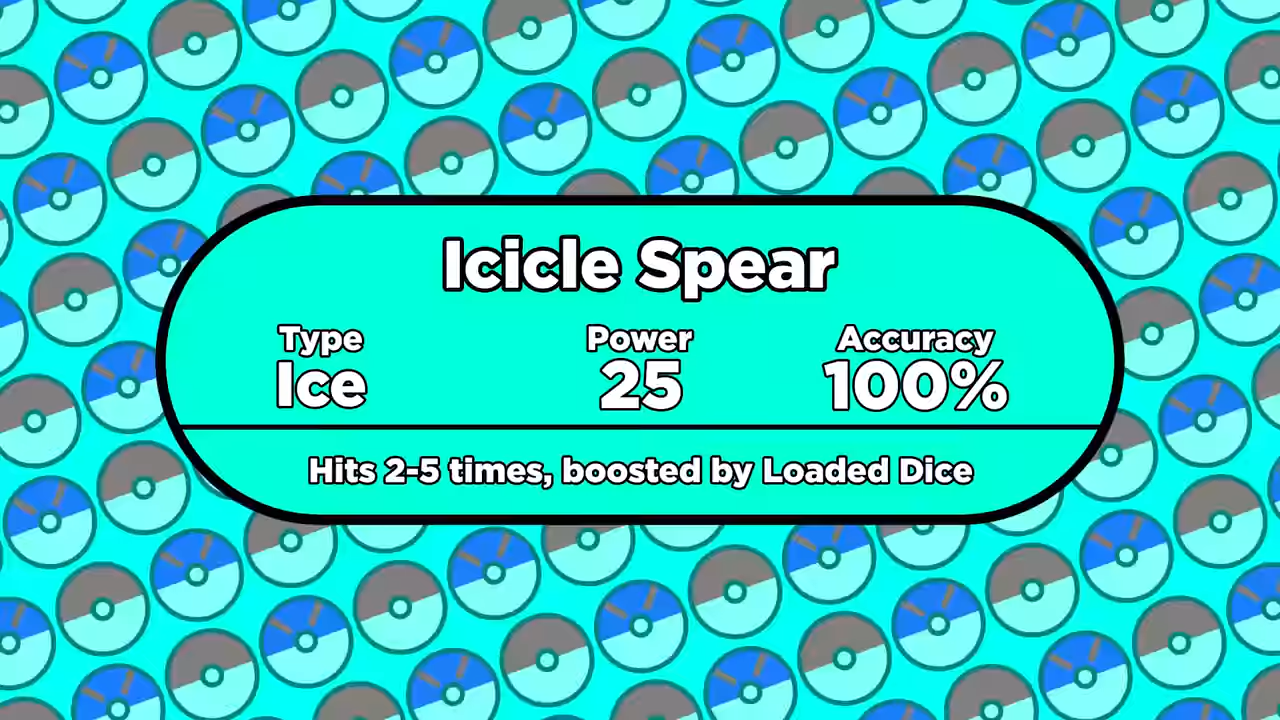 Icicle Spear
Type Power Accuracy
Ice 25 100%
Hits 2-5 times, boosted by Loaded Dice